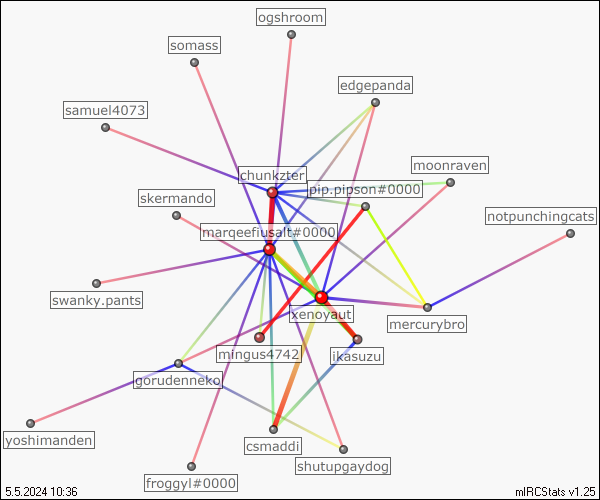 ogshroom
somass
edgepanda
samuel4073
moonraven
chunkzter
pip.pipson#0000
skermando
notpunchingcats
marqeefiusalt#0000
swanky.pants
xenoyaut
mercurybro
mingus4742
ikasuzu
gorudenneko!
yoshimanden
csmaddi
shutupgaydog
froggyl#0000
5.5.2024 10:36
mIRCStats v1.25